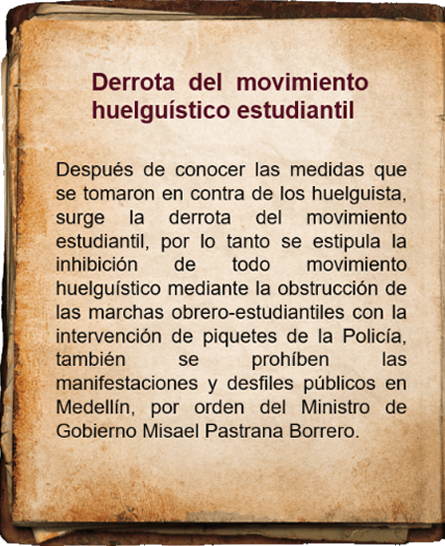 Derrota del movimiento
huelguístico estudiantil
Después de conocer las medidas que
se tomaron en contra de los huelguista,
surge la derrota del movimiento
estudiantil, por lo tanto se estipula la
inhibición de todo movimiento
huelguístico mediante la obstrucción de
las marchas obrero-estudiantiles con la
intervención de piquetes de la Policía,
también se prohíben las
manifestaciones y desfiles públicos en
Medellín, por orden del Ministro de
Gobierno Misael Pastrana Borrero.